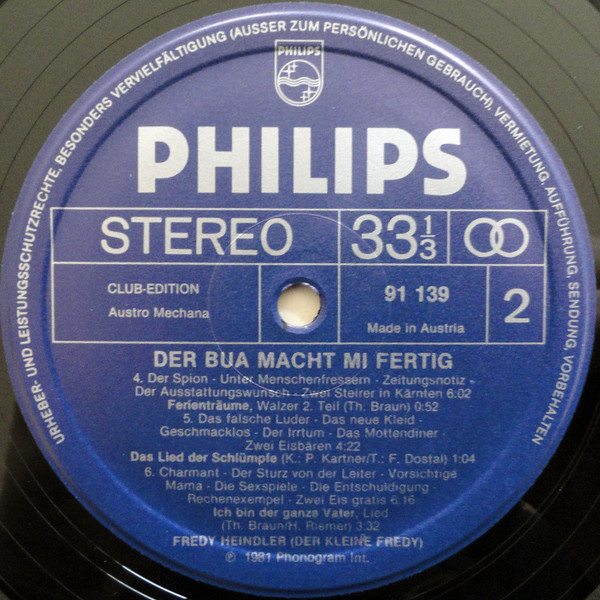 URHEBER- UND LEISTUNGSSCHUTZRECHTE, BESONDERS VERVIELFÄLTIGUNG (AUSSER ZUM PERSÖNLICHEN GEBRAUCH), VERMIETUNG, AUFFÜHRUNG, SENDUNG, VORBEHALTEN
PHILIPS
PHILIPS
STEREO 33 1/3
CLUB-EDITION 91 139 2
Austro Mechana Made in Austria
DER BUA MACHT MI FERTIG
4. Der Spion · Unter Menschenfressern · Zeitungsnotiz -
Der Ausstattungswunsch · Zwei Steirer in Kärnten 6:02
Ferienträume, Walzer 2. Teil (Th. Braun) 0:52
5. Das falsche Luder · Das neue Kleid -
Geschmacklos · Der Irrtum · Das Mottendiner -
Zwei Eisbären 4:22
Das Lied der Schlümpfe (K.: P. Kartner/T.: F. Dostal) 1:04
6. Charmant · Der Sturz von der Leiter · Vorsichtige
Mama · Die Sexspiele · Die Entschuldigung -
Rechenexempel · Zwei Eis gratis 6:16
Ich bin der ganze Vater, Lied
(Th. Braun/H. Riemer) 3:32
FREDY HEINDLER (DER KLEINE FREDY)
℗ 1981 Phonogram Int.